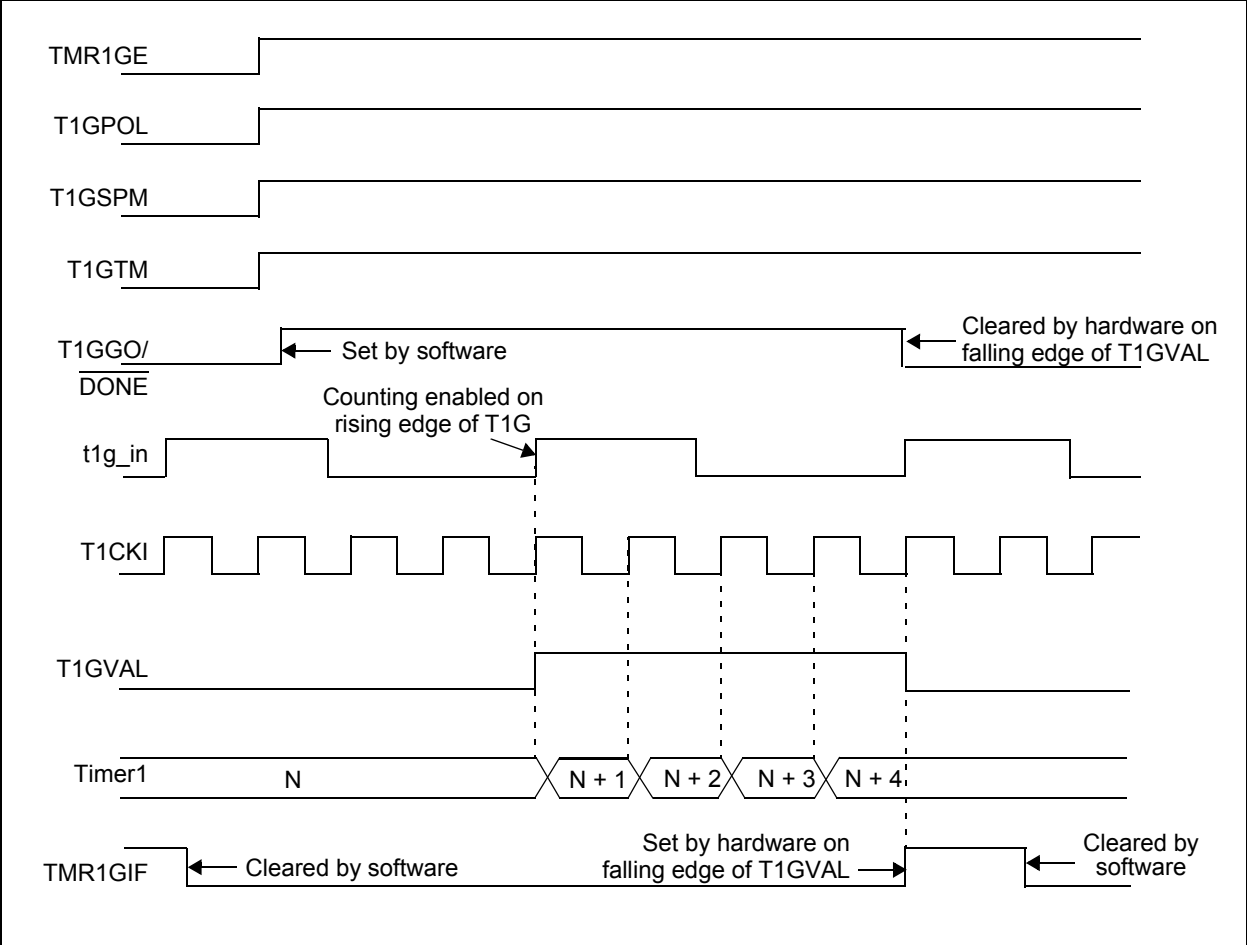 TMR1GE
T1GPOL
T1GSPM
T1GTM
T1GGO/
DONE
Set by software
Cleared by hardware on
falling edge of T1GVAL
Counting enabled on
rising edge of T1G
t1g_in
T1CKI
T1GVAL
Timer1
N
N + 1
N + 2
N + 3
N + 4
TMR1GIF
Cleared by software
Set by hardware on
falling edge of T1GVAL
Cleared by
software